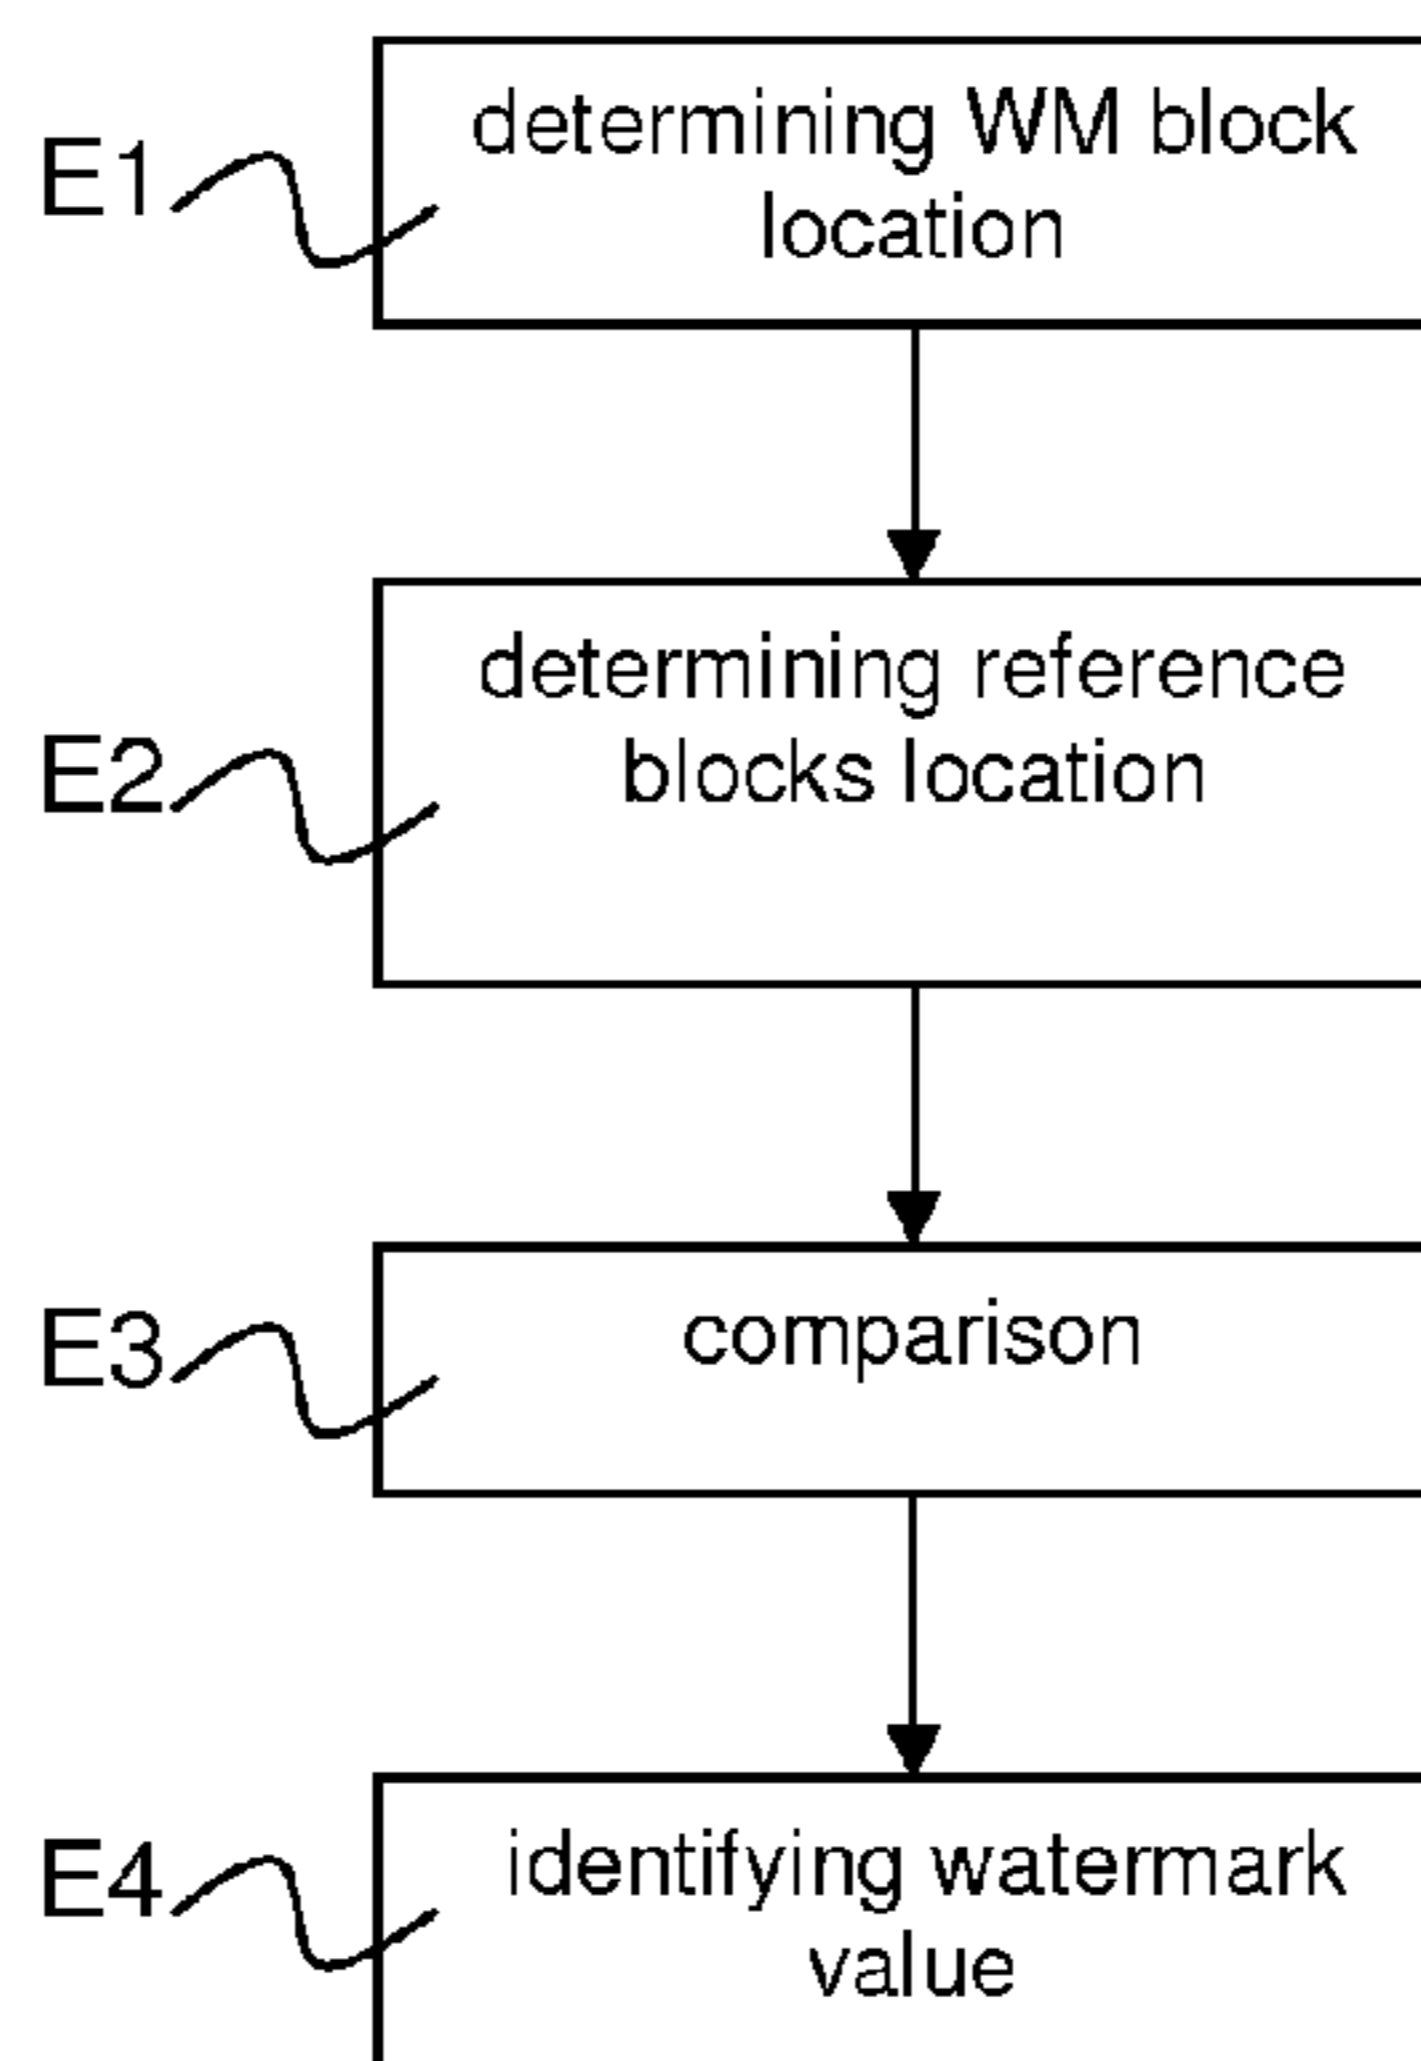 determining WM block
location
E1
determining reference
blocks location
E2
comparison
E3
identifying watermark
value
E4